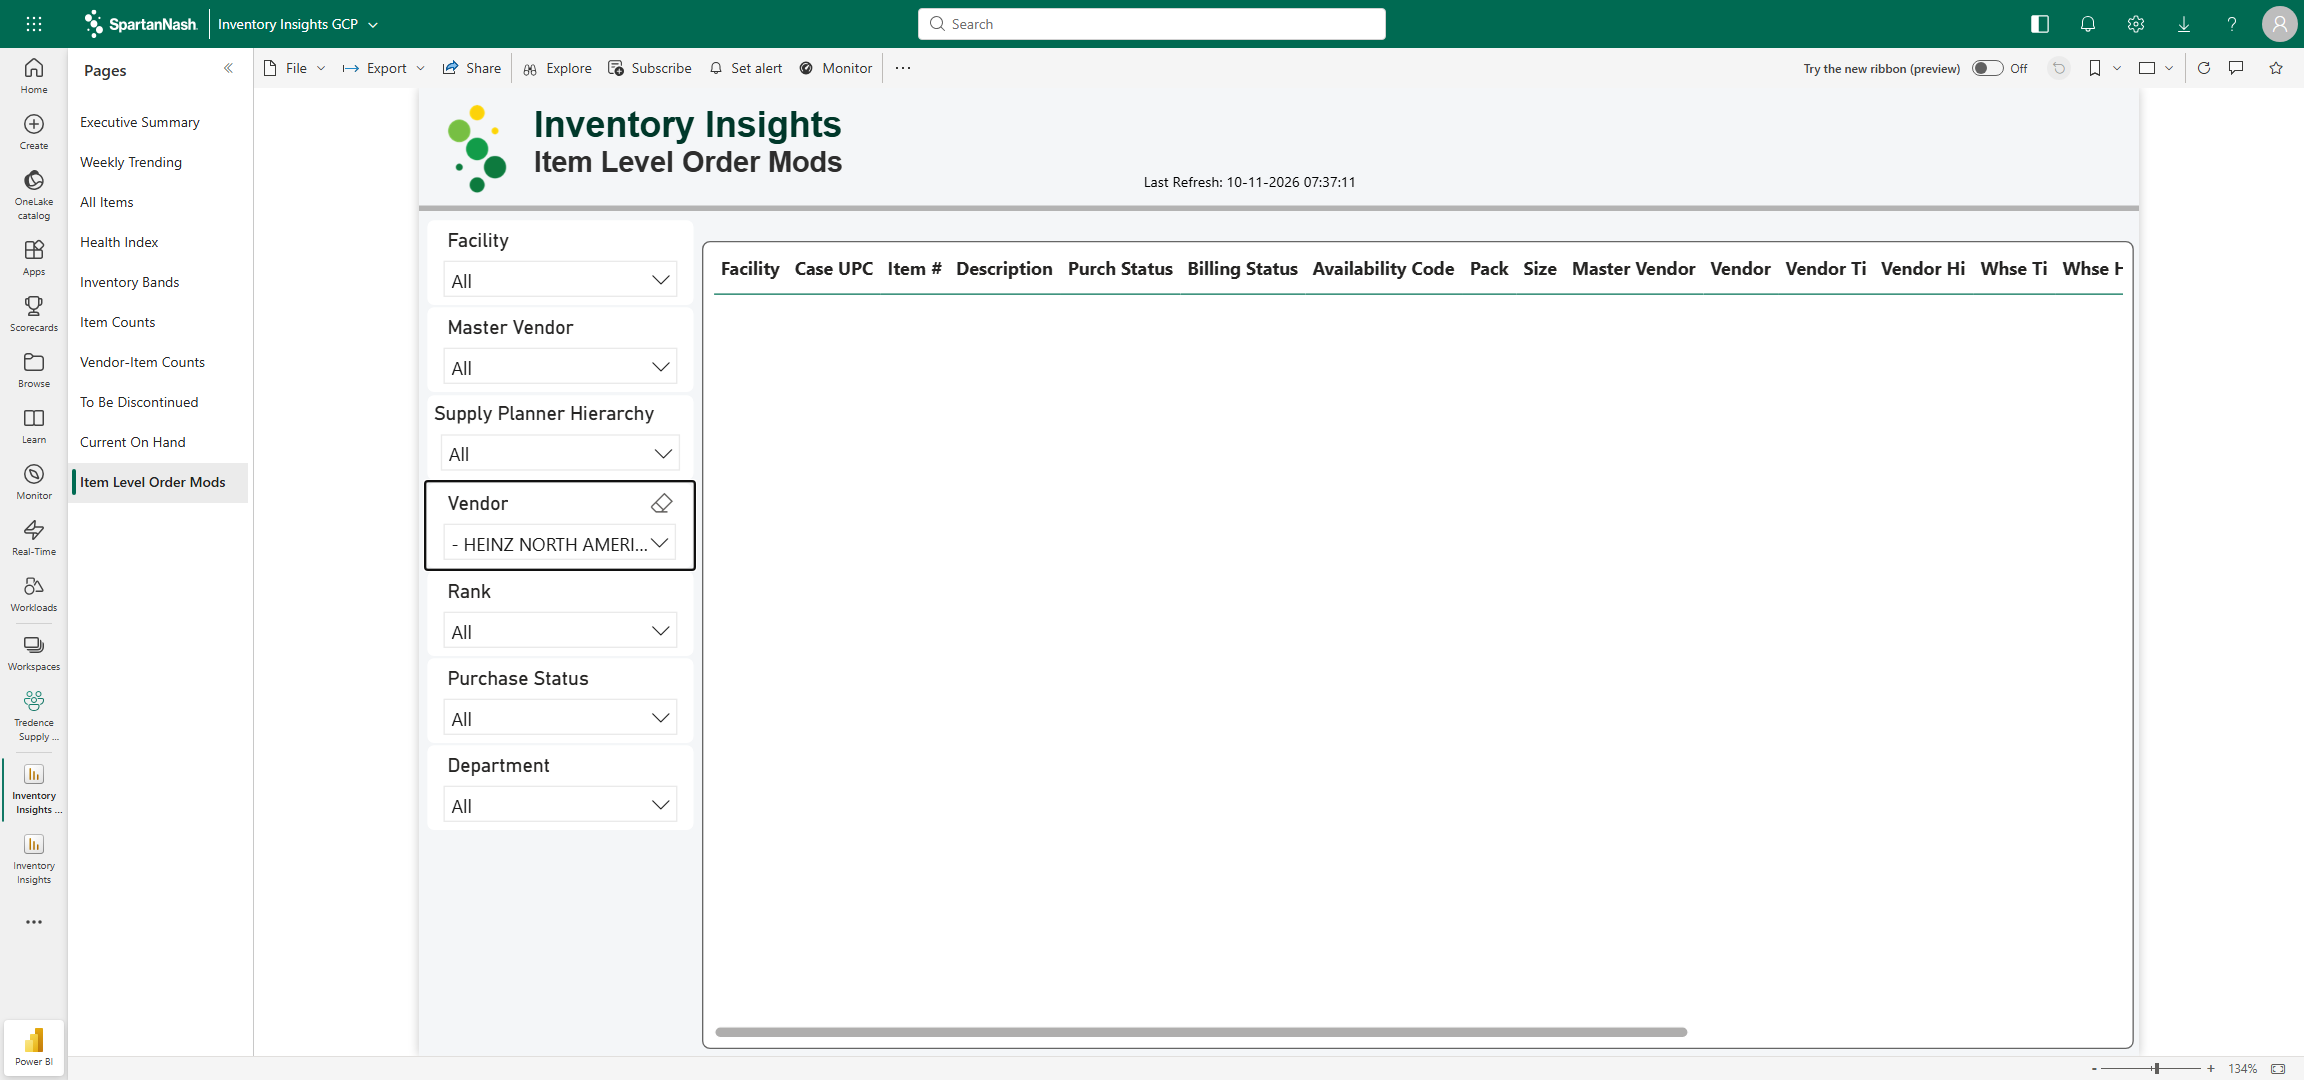 SpartanNash
Inventory Insights GCP
Search
Home
Create
OneLake
catalog
Apps
Scorecards
Browse
Learn
Monitor
Real-Time
Workloads
Workspaces
Tredence
Supply ...
Inventory
Insights ...
Inventory
Insights
Power BI
Pages
Executive Summary
Weekly Trending
All Items
Health Index
Inventory Bands
Item Counts
Vendor-Item Counts
To Be Discontinued
Current On Hand
Item Level Order Mods
File Export Share Explore Subscribe Set alert Monitor ...
Try the new ribbon (preview) Off
Inventory Insights
Item Level Order Mods
Last Refresh: 10-11-2026 07:37:11
Facility
All
Master Vendor
All
Supply Planner Hierarchy
All
Vendor
- HEINZ NORTH AMERI...
Rank
All
Purchase Status
All
Department
All
Facility Case UPC Item # Description Purch Status Billing Status Availability Code Pack Size Master Vendor Vendor Vendor Ti Vendor Hi Whse Ti Whse H
- + 134%